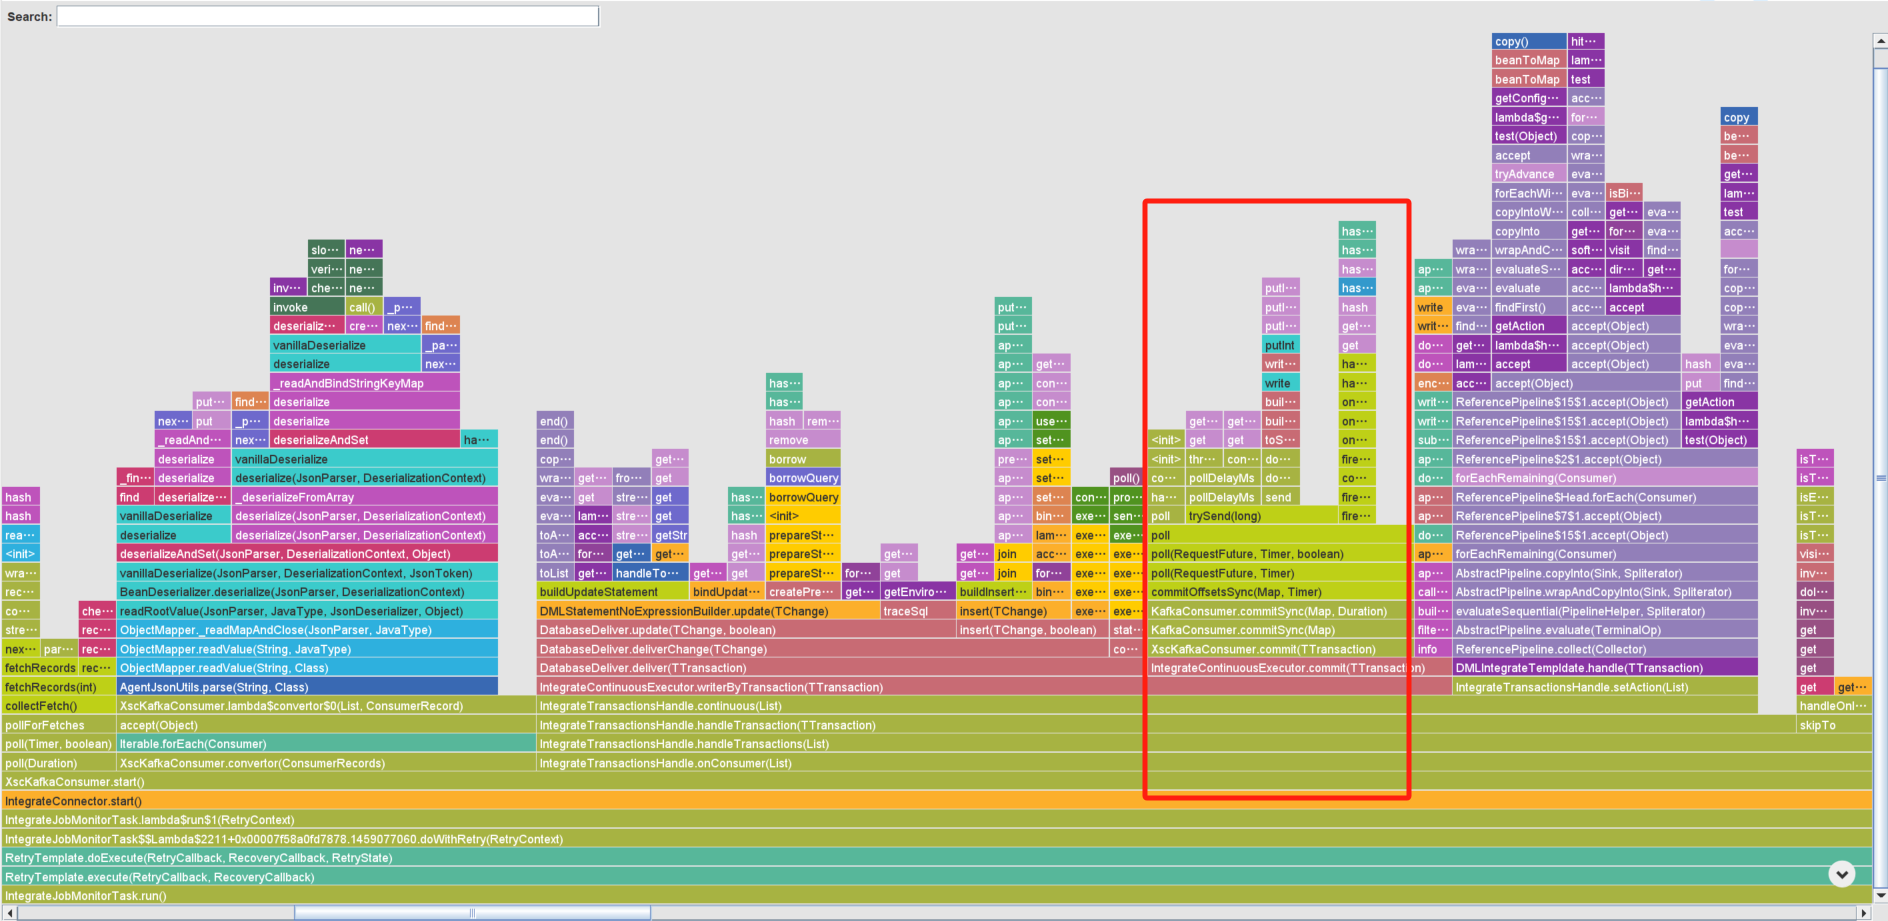 Search:
copy() hit···
beanToMap lam···
beanToMap test
getConfig··· acc··· copy
lambda$g··· for··· be···
test(Object) cop··· be···
accept wra··· get···
tryAdvance eva··· lam···
forEachWi··· eva··· isBi··· test
copyIntoW··· coll··· get··· eva··· acc···
has··· copyInto get··· for··· eva···
slo··· ne··· has··· wra··· wrapAndC··· soft··· visit find···
veri··· ne··· has··· ap··· wra··· evaluateS··· acc··· dir··· get··· for···
inv··· che··· ne··· putI··· has··· ap··· eva··· evaluate acc··· lambda$h··· cop···
invoke call() _p··· put··· putI··· hash write eva··· findFirst() acc··· accept cop···
deserializ··· cre··· nex··· find··· put··· putI··· get··· writ··· find··· getAction accept(Object) wra···
vanillaDeserialize _pa··· ap··· putInt get do··· get··· lambda$h··· accept(Object) eva···
deserialize nex··· ap··· get··· writ··· ha··· do··· lam··· accept accept(Object) hash eva···
_readAndBindStringKeyMap has··· ap··· con··· write ha··· enc··· acc··· accept(Object) put find···
put··· find··· deserialize has··· ap··· con··· buil··· on··· writ··· ReferencePipeline$15$1.accept(Object) getAction
nex··· put _p··· deserialize end() hash rem··· ap··· use··· get··· get··· buil··· on··· writ··· ReferencePipeline$15$1.accept(Object) lambda$h···
_readAnd··· nex··· deserializeAndSet ha··· end() remove ap··· set··· <init> get get toS··· on··· sub··· ReferencePipeline$15$1.accept(Object) test(Object)
deserialize vanillaDeserialize cop··· get··· borrow pre··· set··· <init> thr··· con··· do··· fire··· ap··· ReferencePipeline$2$1.accept(Object) isT···
_fin··· deserialize deserialize(JsonParser, DeserializationContext) wra··· get··· fro··· get borrowQuery ap··· set··· poll() co··· pollDelayMs do··· fire··· do··· forEachRemaining(Consumer) isT···
hash find deserialize··· _deserializeFromArray eva··· get stre··· get has··· borrowQuery ap··· set··· con··· pro··· ha··· pollDelayMs send fire··· ap··· ReferencePipeline$Head.forEach(Consumer) isE···
hash vanillaDeserialize deserialize(JsonParser, DeserializationContext) eva··· lam··· stre··· get has··· <init> ap··· bin··· exe··· sen··· poll trySend(long) fire··· ap··· ReferencePipeline$7$1.accept(Object) isT···
rea··· deserialize deserialize(JsonParser, DeserializationContext) toA··· acc··· stre··· getStr hash prepareSt··· ap··· lam··· exe··· exe··· poll do··· ReferencePipeline$15$1.accept(Object) isT···
<init> deserializeAndSet(JsonParser, DeserializationContext, Object) toA··· for··· get··· get··· get··· prepareSt··· get··· get··· join acc··· exe··· exe··· poll(RequestFuture, Timer, boolean) ap··· forEachRemaining(Consumer) visi···
wra··· vanillaDeserialize(JsonParser, DeserializationContext, JsonToken) toList get··· handleTo··· get··· get prepareSt··· for··· get get··· join for··· exe··· exe··· poll(RequestFuture, Timer) ap··· AbstractPipeline.copyInto(Sink, Spliterator) inv···
rec··· BeanDeserializer.deserialize(JsonParser, DeserializationContext) buildUpdateStatement bindUpdat··· createPre··· get··· getEnviro··· buildInsert··· bin··· exe··· exe··· commitOffsetsSync(Map, Timer) call··· AbstractPipeline.wrapAndCopyInto(Sink, Spliterator) dol···
co··· che··· readRootValue(JsonParser, JavaType, JsonDeserializer, Object) DMLStatementNoExpressionBuilder.update(TChange) traceSql insert(TChange) exe··· exe··· KafkaConsumer.commitSync(Map, Duration) buil··· evaluateSequential(PipelineHelper, Spliterator) inv···
stre··· rec··· ObjectMapper._readMapAndClose(JsonParser, JavaType) DatabaseDeliver.update(TChange, boolean) insert(TChange, boolean) stat··· KafkaConsumer.commitSync(Map) filte··· AbstractPipeline.evaluate(TerminalOp) get
nex··· par··· rec··· ObjectMapper.readValue(String, JavaType) DatabaseDeliver.deliverChange(TChange) co··· XscKafkaConsumer.commit(TTransaction) info ReferencePipeline.collect(Collector) get
fetchRecords rec··· ObjectMapper.readValue(String, Class) DatabaseDeliver.deliver(TTransaction) IntegrateContinuousExecutor.commit(TTransaction) DMLIntegrateTempldate.handle(TTransaction) get
fetchRecords(int) AgentJsonUtils.parse(String, Class) IntegrateContinuousExecutor.writerByTransaction(TTransaction) IntegrateTransactionsHandle.setAction(List) get get···
collectFetch() XscKafkaConsumer.lambda$convertor$0(List, ConsumerRecord) IntegrateTransactionsHandle.continuous(List) handleOnl···
pollForFetches accept(Object) IntegrateTransactionsHandle.handleTransaction(TTransaction) skipTo
poll(Timer, boolean) Iterable.forEach(Consumer) IntegrateTransactionsHandle.handleTransactions(List)
poll(Duration) XscKafkaConsumer.convertor(ConsumerRecords) IntegrateTransactionsHandle.onConsumer(List)
XscKafkaConsumer.start()
IntegrateConnector.start()
IntegrateJobMonitorTask.lambda$run$1(RetryContext)
IntegrateJobMonitorTask$$Lambda$2211+0x00007f58a0fd7878.1459077060.doWithRetry(RetryContext)
RetryTemplate.doExecute(RetryCallback, RecoveryCallback, RetryState)
RetryTemplate.execute(RetryCallback, RecoveryCallback)
IntegrateJobMonitorTask.run()